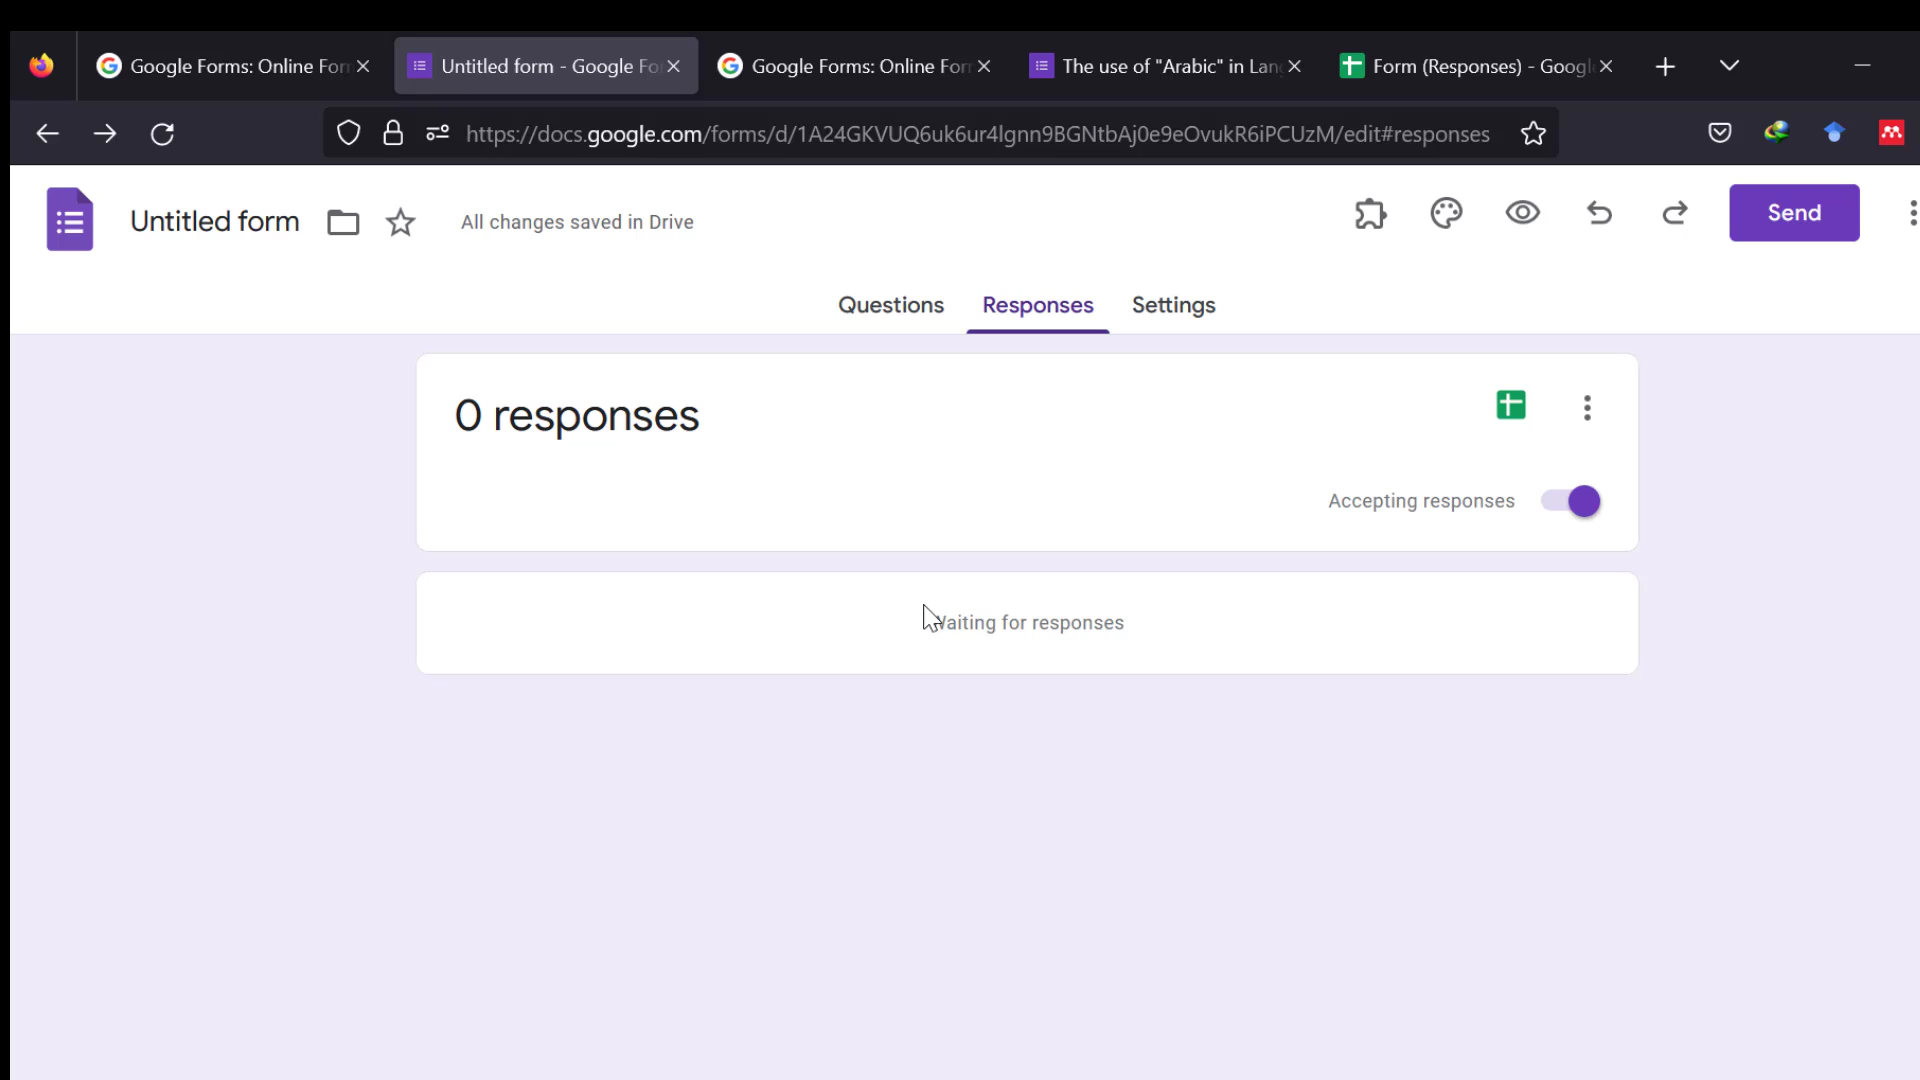 Google Forms: Online For
Untitled form - Google Fo
Google Forms: Online For
The use of "Arabic" in Lan
Form (Responses) - Googl
https://docs.google.com/forms/d/1A24GKVUQ6uk6ur4lgnn9BGNtbAj0e9eOvukR6iPCUzM/edit#responses
Untitled form
All changes saved in Drive
Send
Questions
Responses
Settings
0 responses
Accepting responses
Waiting for responses